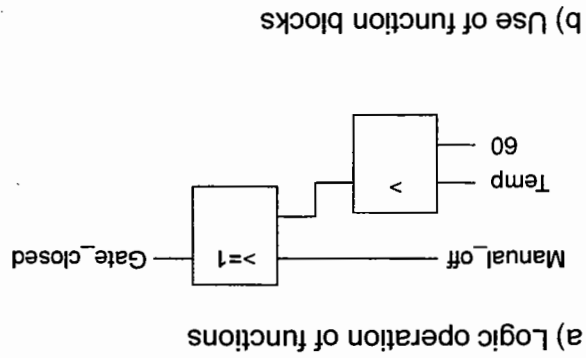 a) Logic operation of functions
Manual_off
>=1
Gate_closed
Temp
>
60
b) Use of function blocks